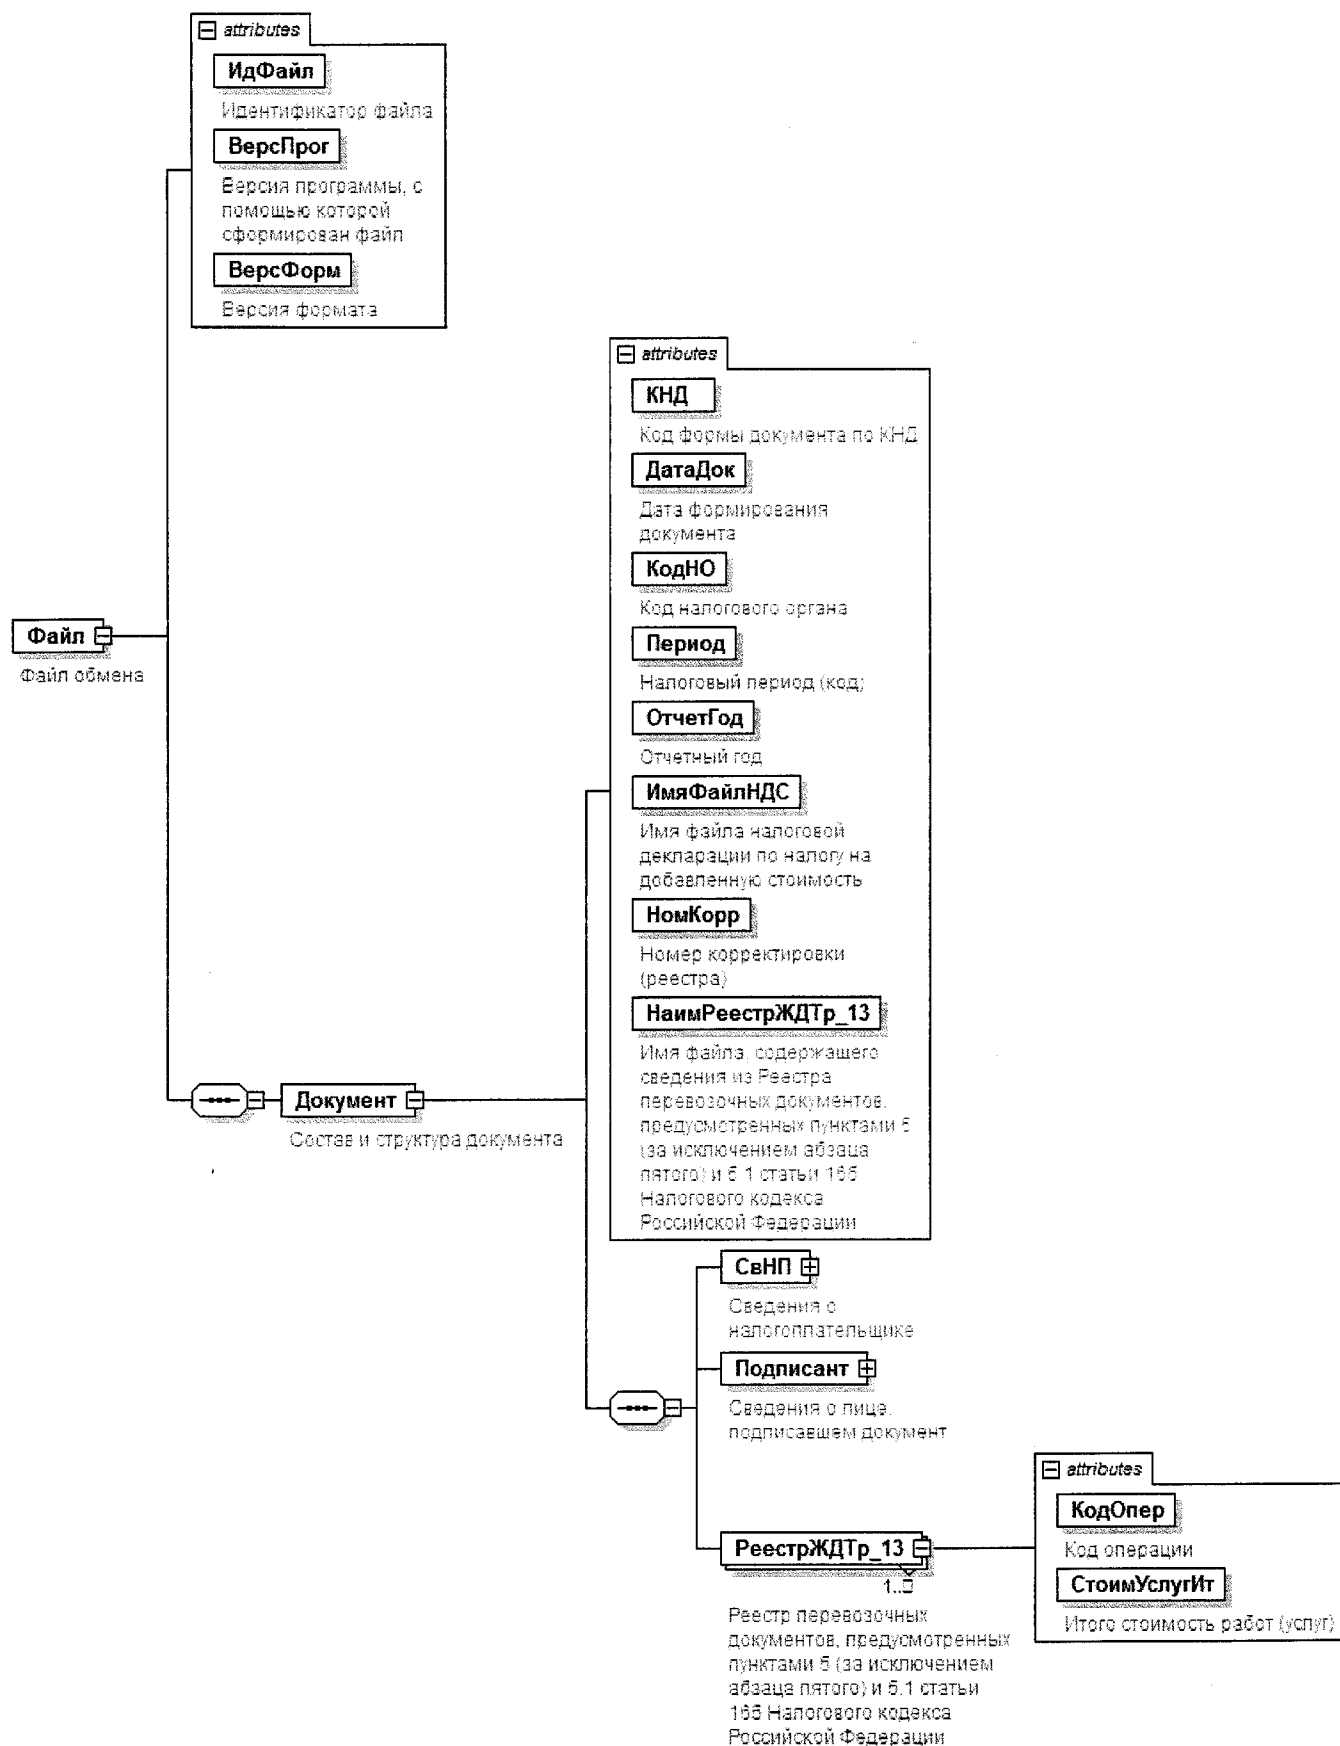 attributes
ИдФайл
Идентификатор файла
ВерсПрог
Версия программы, с
помощью которой
сформирован файл
ВерсФорм
Версия формата
Файл
Файл обмена
Документ
Состав и структура документа
attributes
КНД
Код формы документа по КНД
ДатаДок
Дата формирования
документа
КодНО
Код налогового органа
Период
Налоговый период (код)
ОтчетГод
Отчетный год
ИмяФайлНДС
Имя файла налоговой
декларации по налогу на
добавленную стоимость
НомКорр
Номер корректировки
(реестра)
НаимРеестрЖДТр_13
Имя файла, содержащего
сведения из Реестра
перевозочных документов,
предусмотренных пунктами 5
(за исключением абзаца
пятого) и 5.1 статьи 165
Налогового кодекса
Российской Федерации
СвНП
Сведения о
налогоплательщике
Подписант
Сведения о лице,
подписавшем документ
РеестрЖДТр_13
1..
Реестр перевозочных
документов, предусмотренных
пунктами 5 (за исключением
абзаца пятого) и 5.1 статьи
165 Налогового кодекса
Российской Федерации
attributes
КодОпер
Код операции
СтоимУслугИт
Итого стоимость работ (услуг)